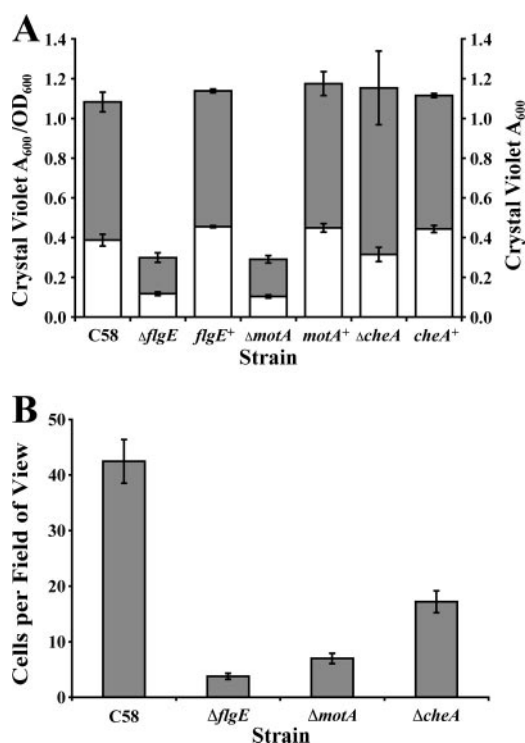 A
1.4
1.2
1.0
0.8
0.6
0.4
0.2
0.0
Crystal Violet A600/OD600
1.4
1.2
1.0
0.8
0.6
0.4
0.2
0.0
Crystal Violet A600
C58 ΔflgE flgE+ ΔmotA motA+ ΔcheA cheA+
Strain
B
50
40
30
20
10
0
Cells per Field of View
C58 ΔflgE ΔmotA ΔcheA
Strain